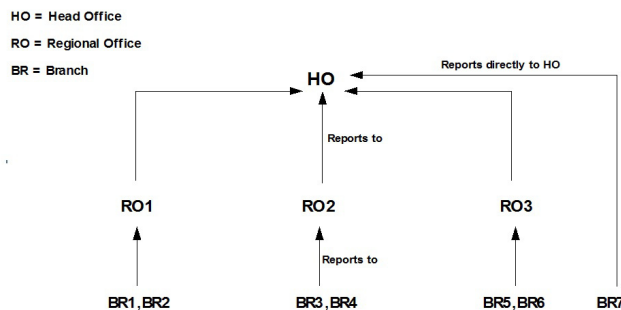 HO = Head Office
RO = Regional Office
BR = Branch
Reports directly to HO
HO
Reports to
RO1
RO2
RO3
Reports to
BR1,BR2
BR3,BR4
BR5,BR6
BR7